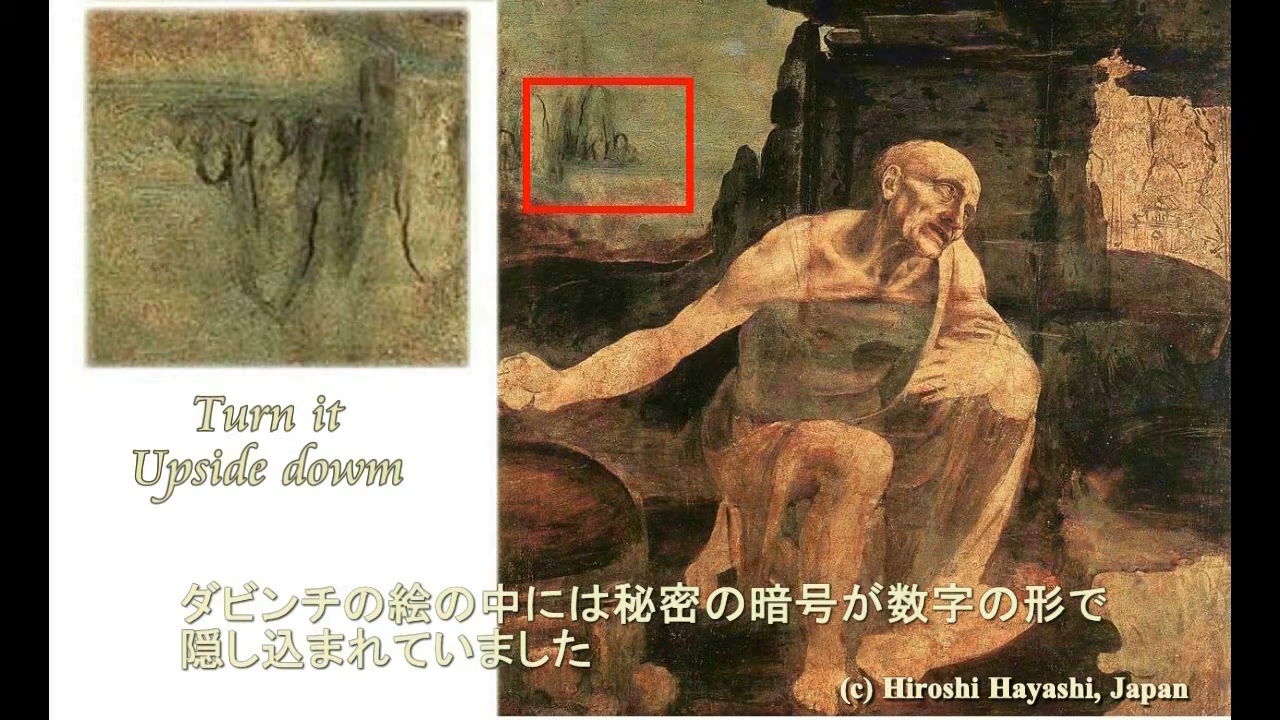 Turn it
Upside dowm
ダビンチの絵の中には秘密の暗号が数字の形で
隠し込まれていました
(c) Hiroshi Hayashi, Japan